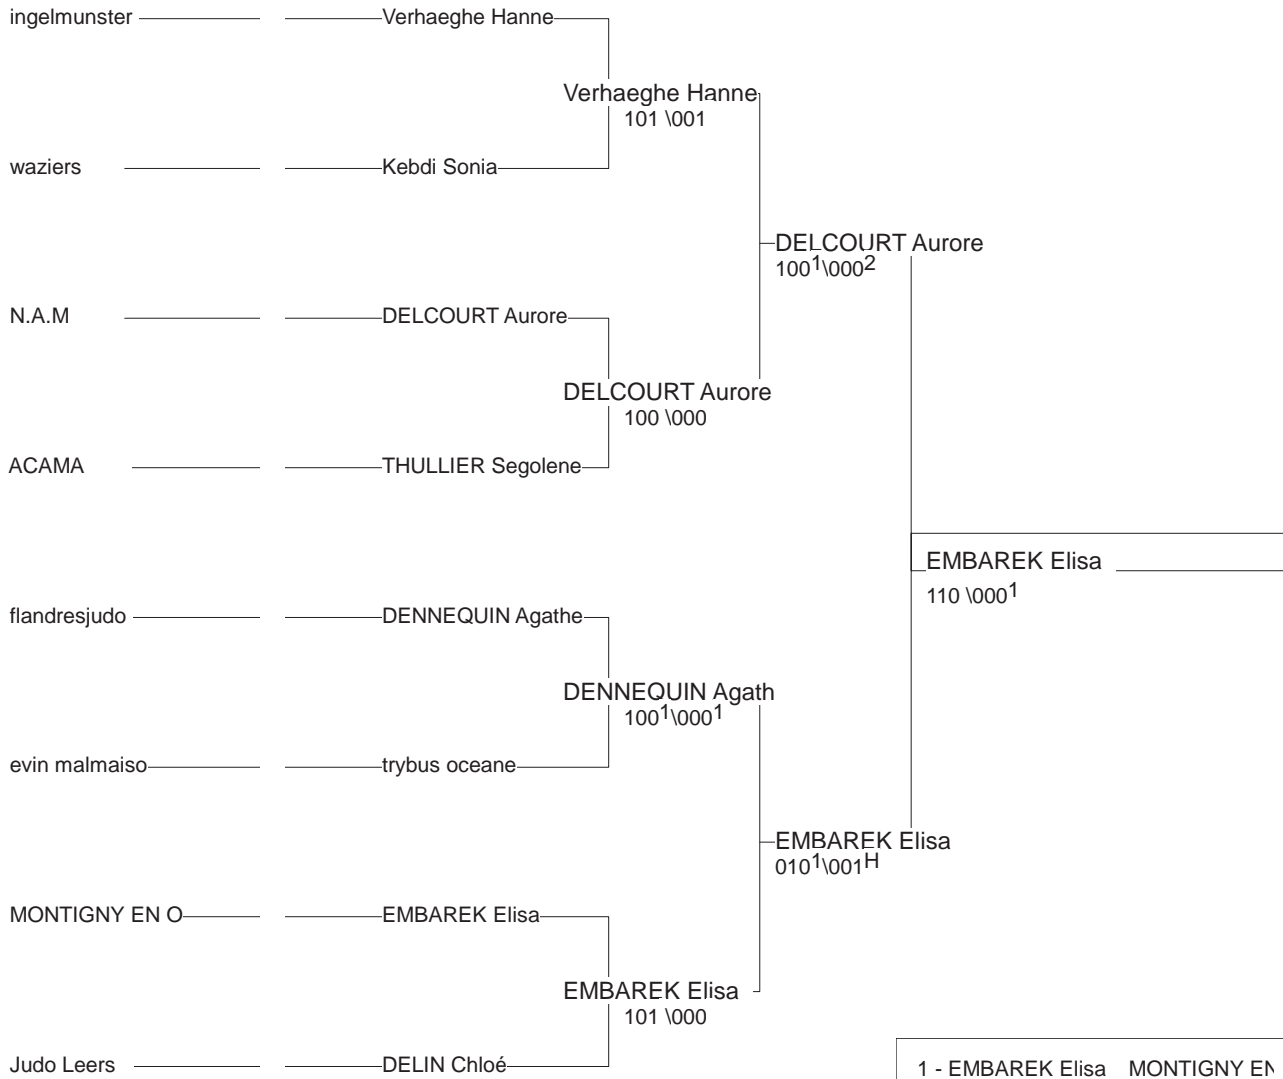 ingelmunster Verhaeghe Hanne
Verhaeghe Hanne
101 \001
waziers Kebdi Sonia
DELCOURT Aurore
100¹\000²
N.A.M DELCOURT Aurore
DELCOURT Aurore
100 \000
ACAMA THULLIER Segolene
EMBAREK Elisa
110 \000¹
flandresjudo DENNEQUIN Agathe
DENNEQUIN Agath
100¹\000¹
evin malmaiso trybus oceane
EMBAREK Elisa
010¹\001ᴴ
MONTIGNY EN O EMBAREK Elisa
EMBAREK Elisa
101 \000
Judo Leers DELIN Chloé
1 - EMBAREK Elisa MONTIGNY EN